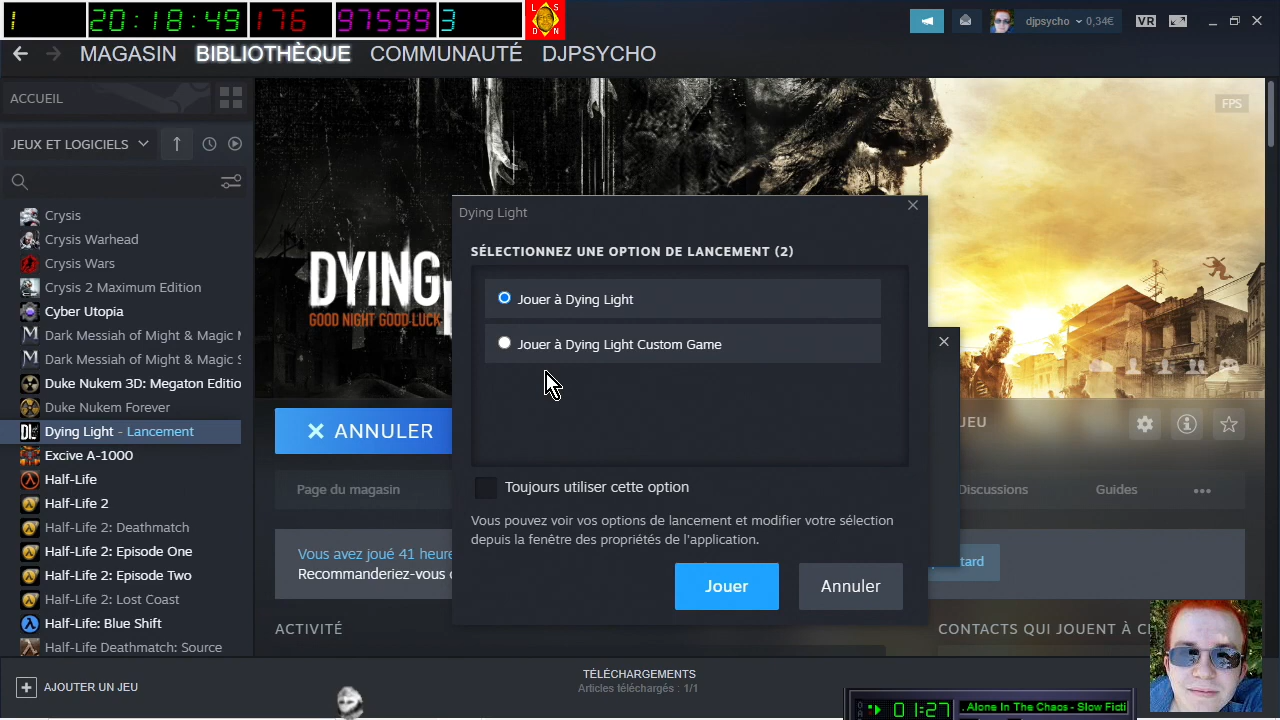 1
20:18:49
176
97599
3
LSDN
djpsycho
0,34€
VR
MAGASIN
BIBLIOTHÈQUE
COMMUNAUTÉ
DJPSYCHO
ACCUEIL
JEUX ET LOGICIELS
Crysis
Crysis Warhead
Crysis Wars
Crysis 2 Maximum Edition
Cyber Utopia
Dark Messiah of Might & Magic
Dark Messiah of Might & Magic
Duke Nukem 3D: Megaton Editio
Duke Nukem Forever
Dying Light - Lancement
Excive A-1000
Half-Life
Half-Life 2
Half-Life 2: Deathmatch
Half-Life 2: Episode One
Half-Life 2: Episode Two
Half-Life 2: Lost Coast
Half-Life: Blue Shift
Half-Life Deathmatch: Source
AJOUTER UN JEU
FPS
DYING
GOOD NIGHT GOOD LUCK
ANNULER
JEU
Page du magasin
Discussions
Guides
Vous avez joué 41 heure
Recommanderiez-vous
tard
ACTIVITÉ
CONTACTS QUI JOUENT À C
Dying Light
SÉLECTIONNEZ UNE OPTION DE LANCEMENT (2)
Jouer à Dying Light
Jouer à Dying Light Custom Game
Toujours utiliser cette option
Vous pouvez voir vos options de lancement et modifier votre sélection
depuis la fenêtre des propriétés de l'application.
Jouer
Annuler
TÉLÉCHARGEMENTS
Articles téléchargés : 1/1
01:27
. Alone In The Chaos - Slow Ficti